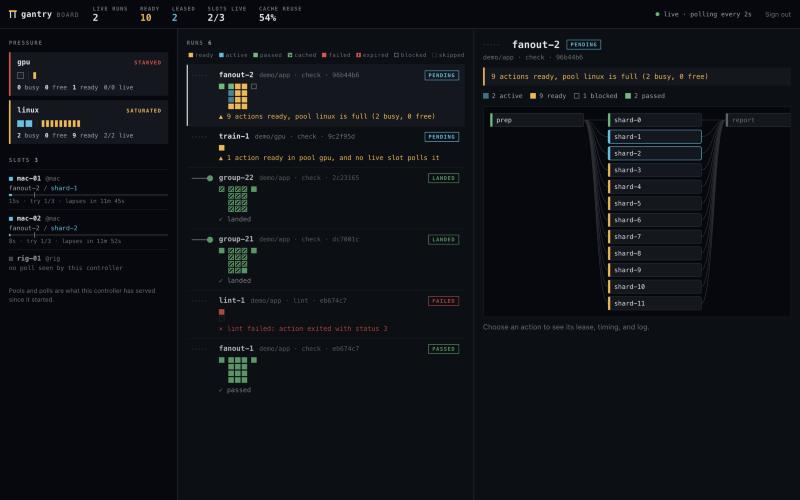 gantry BOARD
LIVE RUNS
2
READY
10
LEASED
2
SLOTS LIVE
2/3
CACHE REUSE
54%
live · polling every 2s
Sign out
PRESSURE
gpu STARVED
0 busy 0 free 1 ready 0/0 live
linux SATURATED
2 busy 0 free 9 ready 2/2 live
SLOTS 3
mac-01 @mac
fanout-2 / shard-1
15s · try 1/3 · lapses in 11m 45s
mac-02 @mac
fanout-2 / shard-2
8s · try 1/3 · lapses in 11m 52s
rig-01 @rig
no poll seen by this controller
Pools and polls are what this controller has served
since it started.
RUNS 6
ready active passed cached failed expired blocked skipped
fanout-2 demo/app · check · 96b44b6 PENDING
▲ 9 actions ready, pool linux is full (2 busy, 0 free)
train-1 demo/gpu · check · 9c2f95d PENDING
▲ 1 action ready in pool gpu, and no live slot polls it
group-22 demo/app · check · 2c23165 LANDED
✓ landed
group-21 demo/app · check · dc7001c LANDED
✓ landed
lint-1 demo/app · lint · eb674c7 FAILED
× lint failed: action exited with status 3
fanout-1 demo/app · check · eb674c7 PASSED
✓ passed
fanout-2 PENDING
demo/app · check · 96b44b6
9 actions ready, pool linux is full (2 busy, 0 free)
2 active 9 ready 1 blocked 2 passed
prep
shard-0
shard-1
shard-2
shard-3
shard-4
shard-5
shard-6
shard-7
shard-8
shard-9
shard-10
shard-11
report
Choose an action to see its lease, timing, and log.